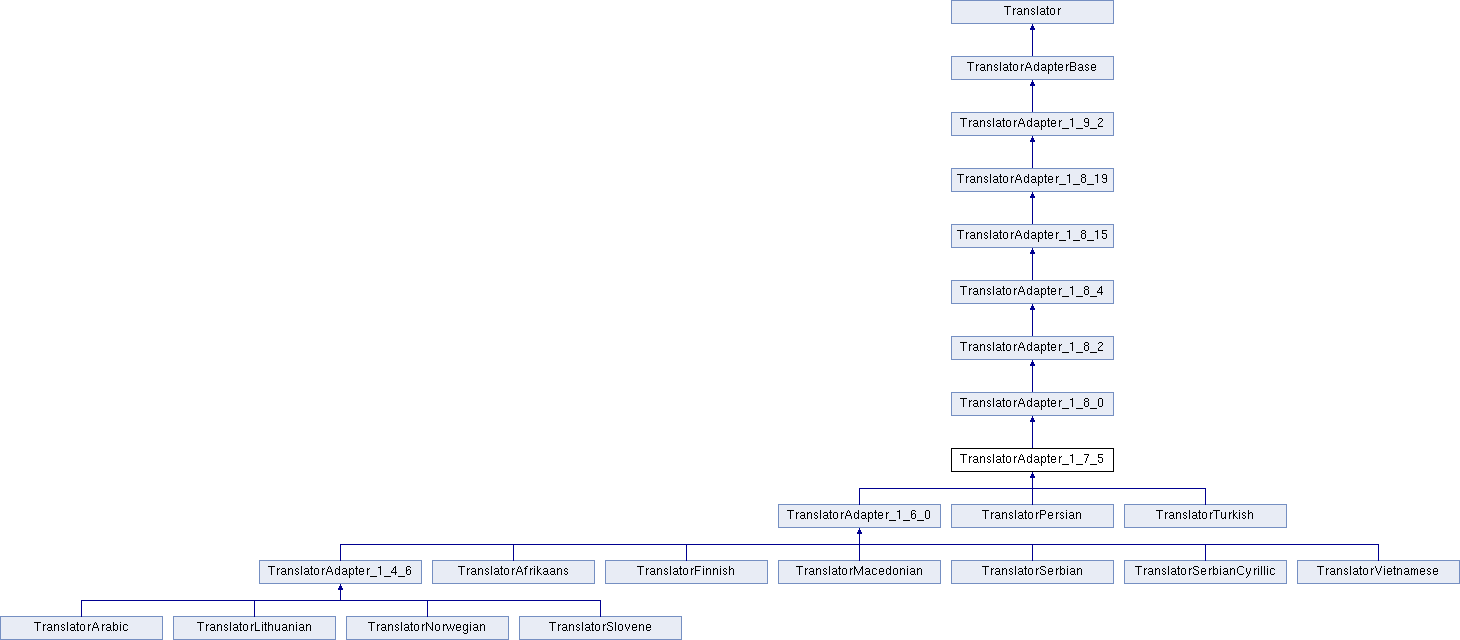 Translator
TranslatorAdapterBase
TranslatorAdapter_1_9_2
TranslatorAdapter_1_8_19
TranslatorAdapter_1_8_15
TranslatorAdapter_1_8_4
TranslatorAdapter_1_8_2
TranslatorAdapter_1_8_0
TranslatorAdapter_1_7_5
TranslatorAdapter_1_6_0 TranslatorPersian TranslatorTurkish
TranslatorAdapter_1_4_6 TranslatorAfrikaans TranslatorFinnish TranslatorMacedonian TranslatorSerbian TranslatorSerbianCyrillic TranslatorVietnamese
TranslatorArabic TranslatorLithuanian TranslatorNorwegian TranslatorSlovene